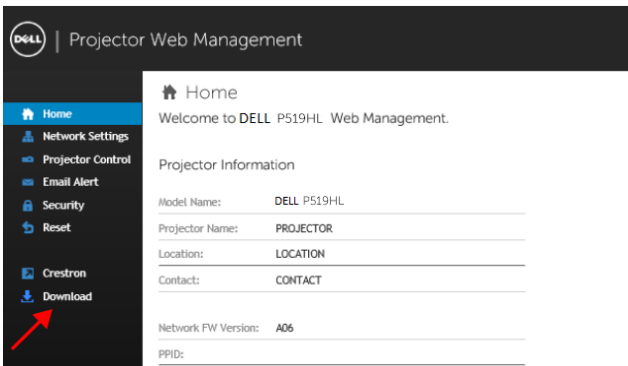 DELL | Projector Web Management
Home
Network Settings
Projector Control
Email Alert
Security
Reset
Crestron
Download
Home
Welcome to DELL P519HL Web Management.
Projector Information
Model Name: DELL P519HL
Projector Name: PROJECTOR
Location: LOCATION
Contact: CONTACT
Network FW Version: A06
PPID: